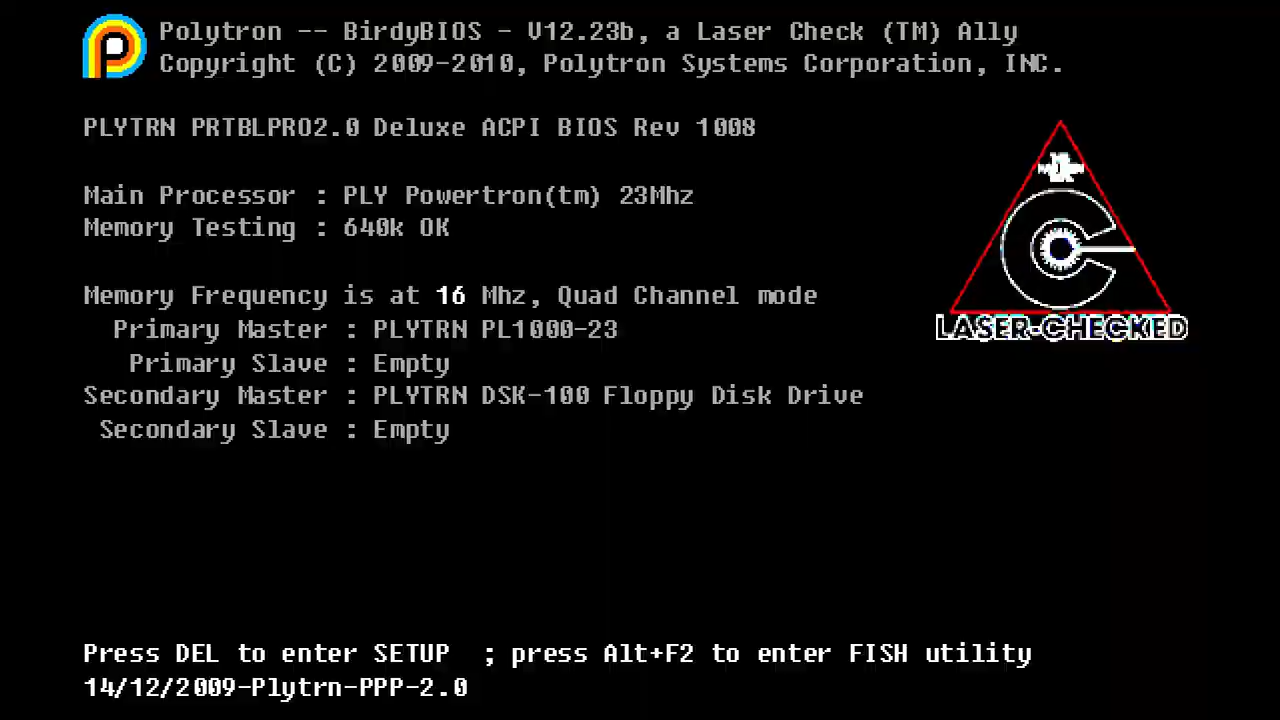 Polytron -- BirdyBIOS - V12.23b, a Laser Check (TM) Ally
Copyright (C) 2009-2010, Polytron Systems Corporation, INC.
PLYTRN PRTBLPRO2.0 Deluxe ACPI BIOS Rev 1008
Main Processor : PLY Powertron(tm) 23Mhz
Memory Testing : 640k OK
Memory Frequency is at 16 Mhz, Quad Channel mode
Primary Master : PLYTRN PL1000-23
Primary Slave : Empty
Secondary Master : PLYTRN DSK-100 Floppy Disk Drive
Secondary Slave : Empty
LASER-CHECKED
Press DEL to enter SETUP ; press Alt+F2 to enter FISH utility
14/12/2009-Plytrn-PPP-2.0